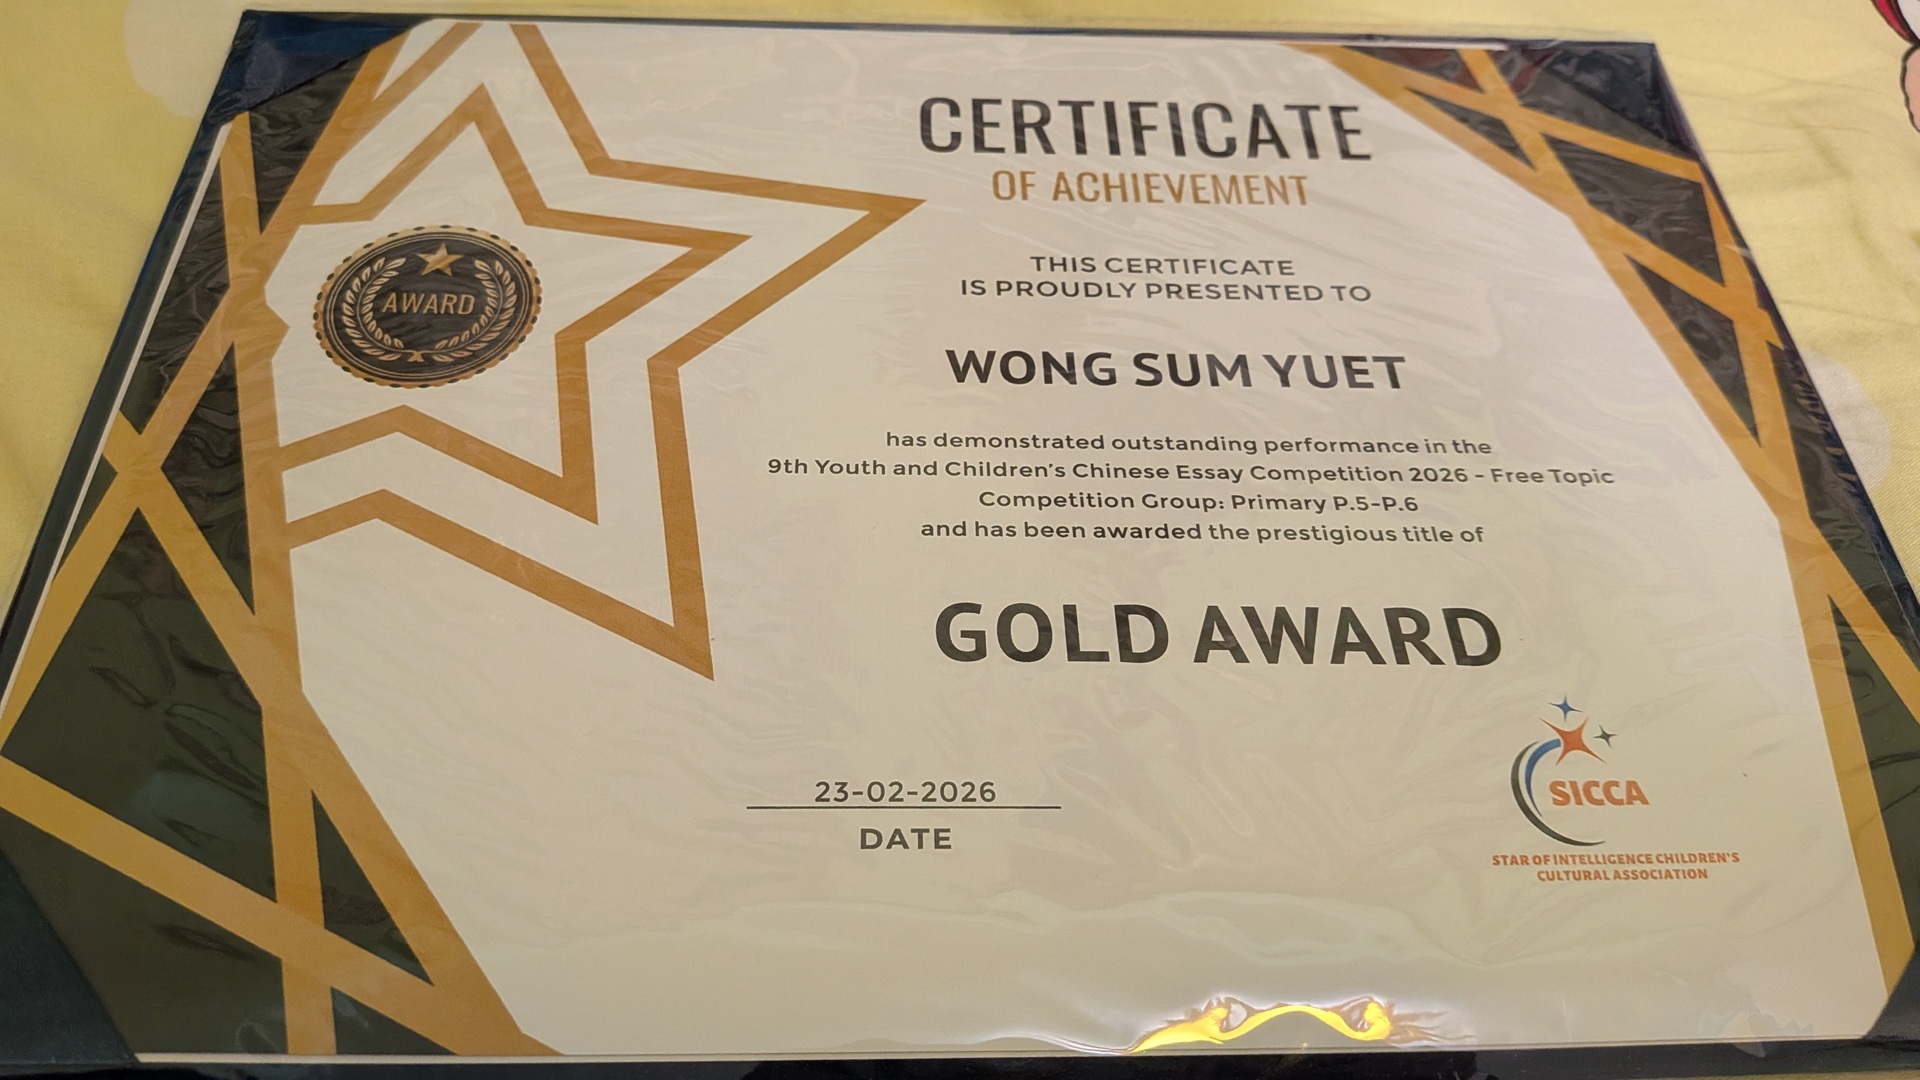 CERTIFICATE
OF ACHIEVEMENT
AWARD
THIS CERTIFICATE
IS PROUDLY PRESENTED TO
WONG SUM YUET
has demonstrated outstanding performance in the
9th Youth and Children's Chinese Essay Competition 2026 - Free Topic
Competition Group: Primary P.5-P.6
and has been awarded the prestigious title of
GOLD AWARD
23-02-2026
DATE
SICCA
STAR OF INTELLIGENCE CHILDREN'S
CULTURAL ASSOCIATION